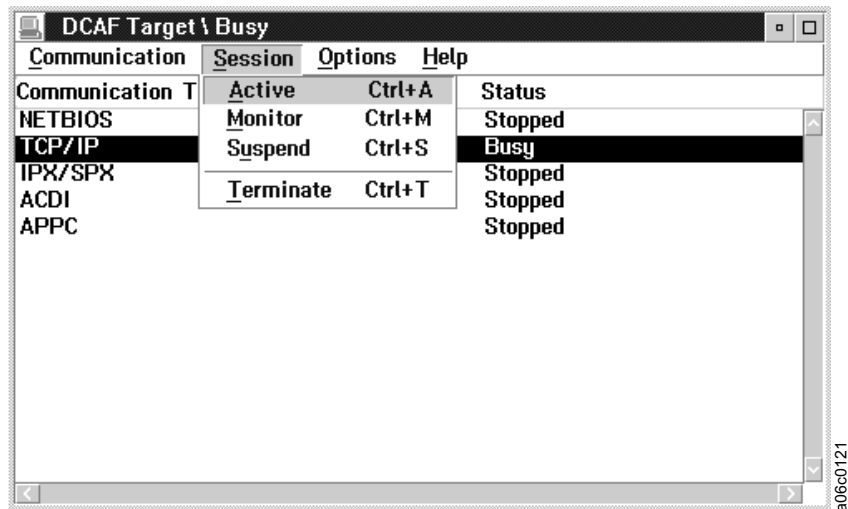 DCAF Target \ Busy
Communication Session Options Help
Communication T Active Ctrl+A Status
NETBIOS Monitor Ctrl+M Stopped
TCP/IP Suspend Ctrl+S Busy
IPX/SPX Stopped
Terminate Ctrl+T
ACDI Stopped
APPC Stopped
a06c0121